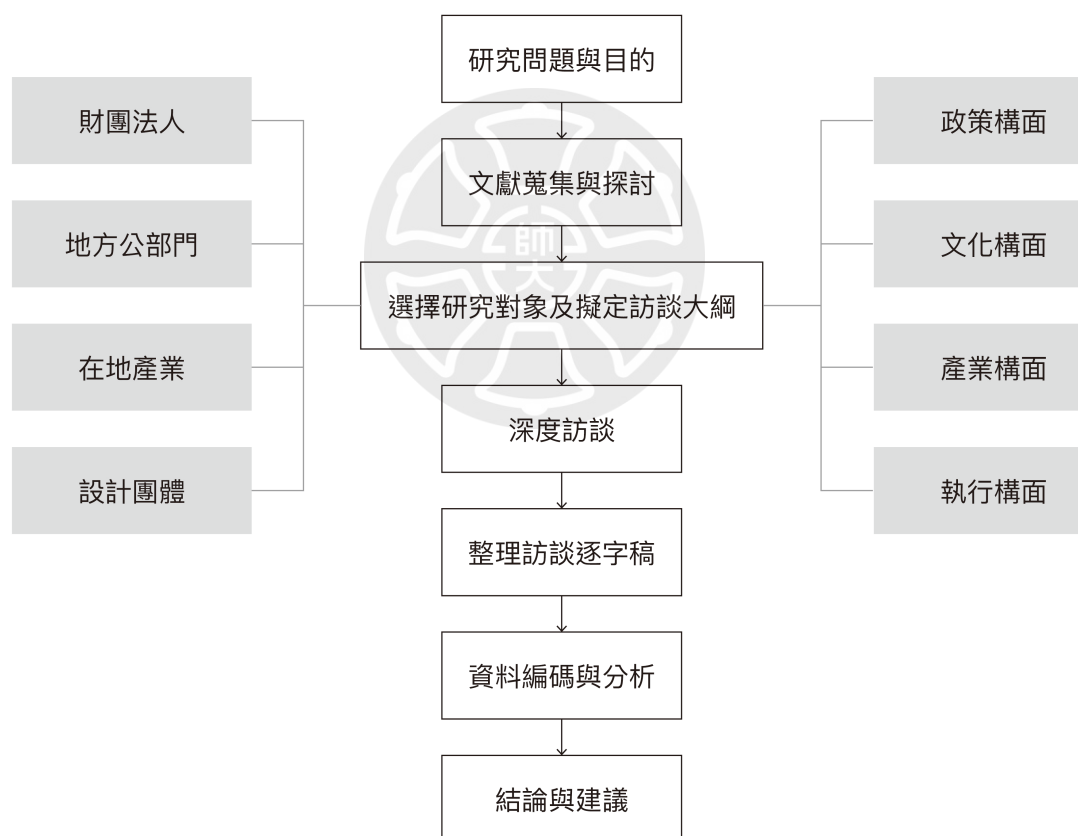 研究問題與目的
財團法人
政策構面
文獻蒐集與探討
地方公部門
文化構面
師大
選擇研究對象及擬定訪談大綱
在地產業
產業構面
深度訪談
設計團體
執行構面
整理訪談逐字稿
資料編碼與分析
結論與建議